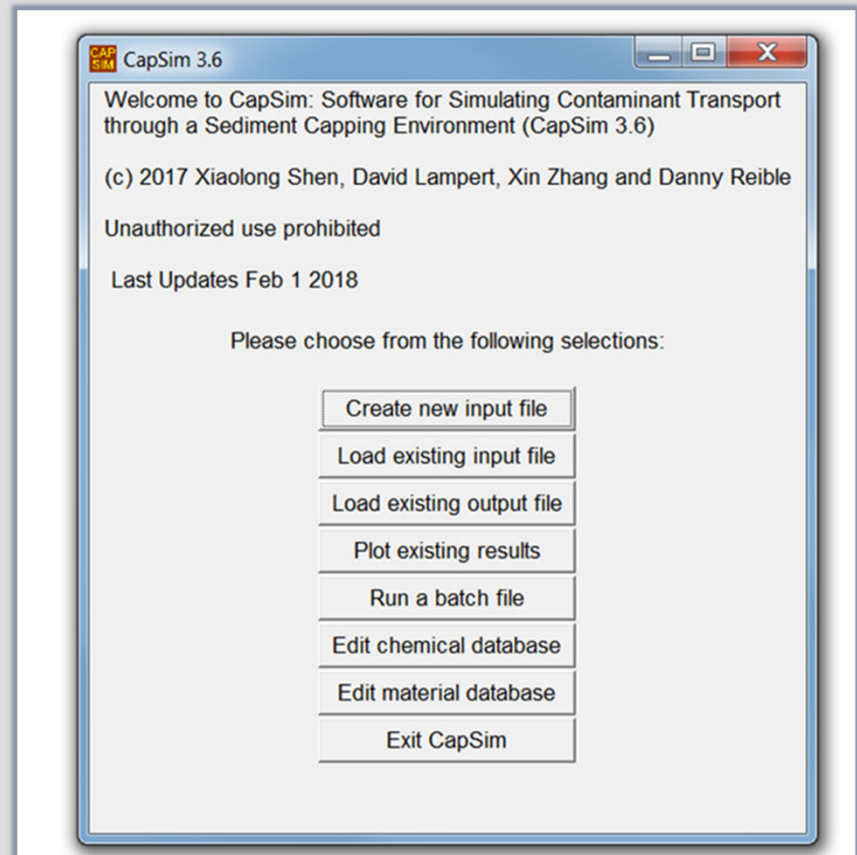 CAP
SIM
CapSim 3.6
Welcome to CapSim: Software for Simulating Contaminant Transport
through a Sediment Capping Environment (CapSim 3.6)
(c) 2017 Xiaolong Shen, David Lampert, Xin Zhang and Danny Reible
Unauthorized use prohibited
Last Updates Feb 1 2018
Please choose from the following selections:
Create new input file
Load existing input file
Load existing output file
Plot existing results
Run a batch file
Edit chemical database
Edit material database
Exit CapSim